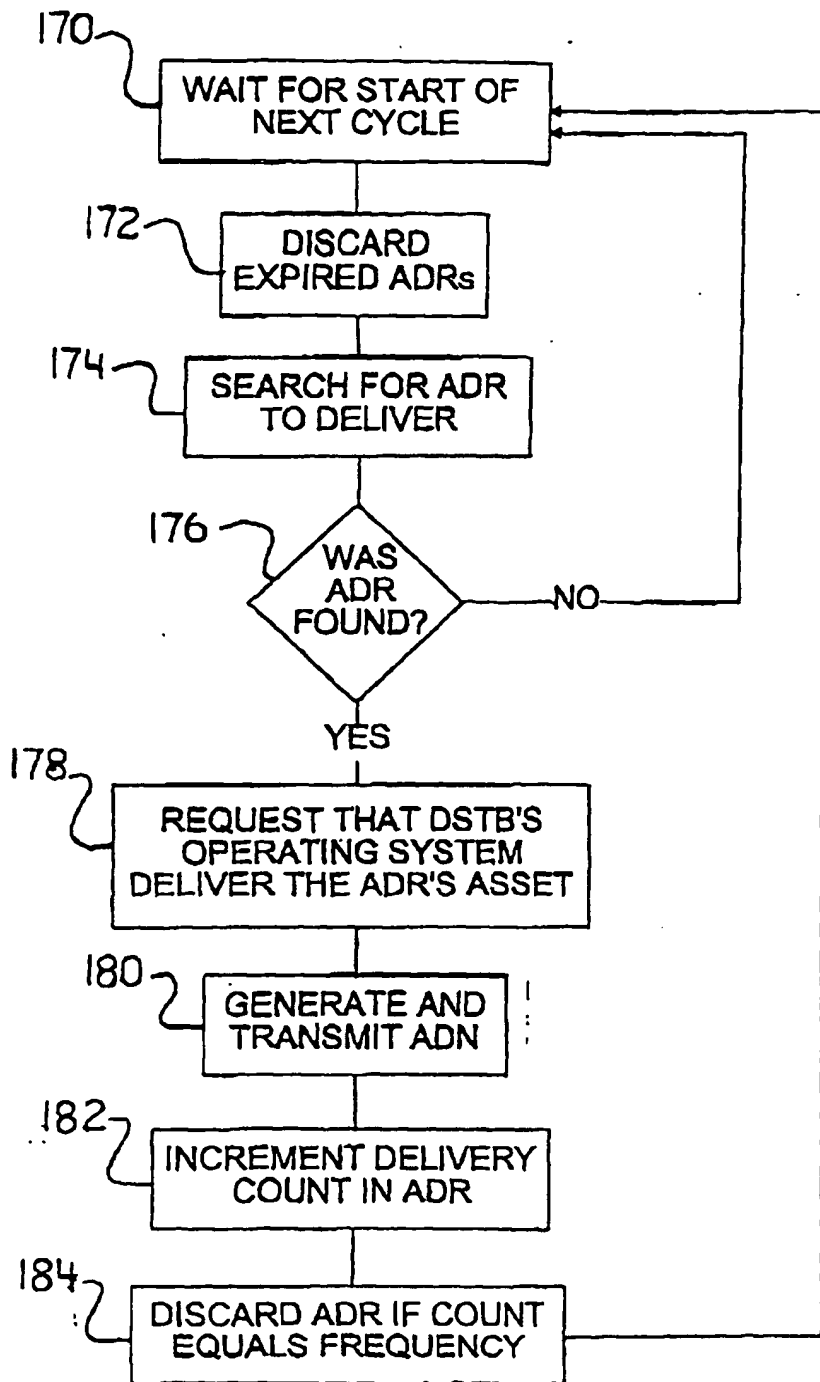 170
WAIT FOR START OF
NEXT CYCLE
172
DISCARD
EXPIRED ADRs
174
SEARCH FOR ADR
TO DELIVER
176
WAS
ADR
FOUND?
NO
YES
178
REQUEST THAT DSTB'S
OPERATING SYSTEM
DELIVER THE ADR'S ASSET
180
GENERATE AND
TRANSMIT ADN
182
INCREMENT DELIVERY
COUNT IN ADR
184
DISCARD ADR IF COUNT
EQUALS FREQUENCY